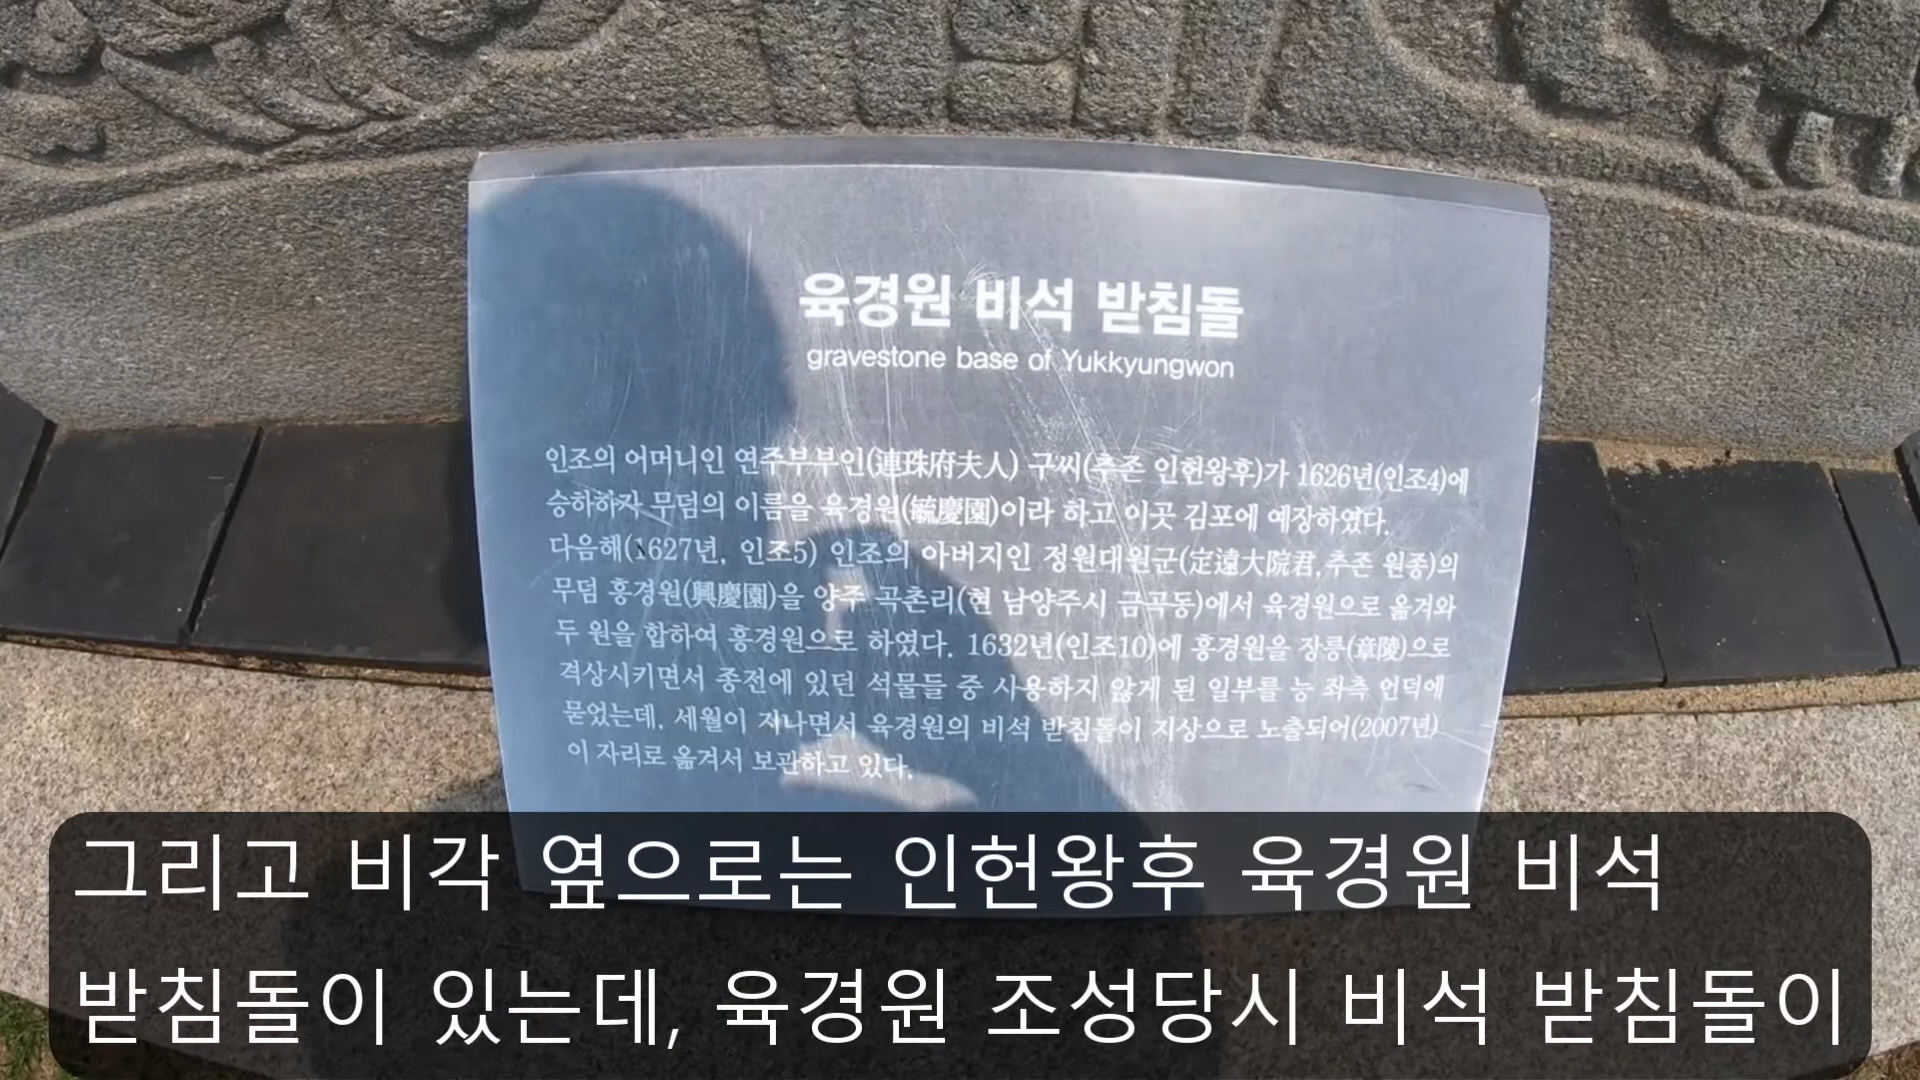 육경원 비석 받침돌
gravestone base of Yukkyungwon
인조의 어머니인 연주부부인(連珠府夫人) 구씨(추존 인헌왕후)가 1626년(인조4)에
승하하자 무덤의 이름을 육경원(毓慶園)이라 하고 이곳 김포에 예장하였다.
다음해(1627년, 인조5) 인조의 아버지인 정원대원군(定遠大院君,추존 원종)의
무덤 흥경원(興慶園)을 양주 곡촌리(현 남양주시 금곡동)에서 육경원으로 옮겨와
두 원을 합하여 흥경원으로 하였다. 1632년(인조10)에 흥경원을 장릉(章陵)으로
격상시키면서 종전에 있던 석물들 중 사용하지 않게 된 일부를 능 좌측 언덕에
묻었는데, 세월이 지나면서 육경원의 비석 받침돌이 지상으로 노출되어(2007년)
이 자리로 옮겨서 보관하고 있다.
그리고 비각 옆으로는 인헌왕후 육경원 비석
받침돌이 있는데, 육경원 조성당시 비석 받침돌이